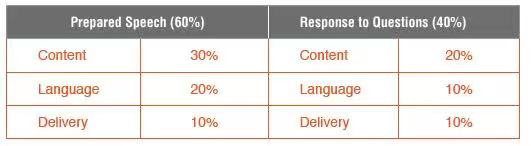 Prepared Speech (60%) Response to Questions (40%)
Content 30% Content 20%
Language 20% Language 10%
Delivery 10% Delivery 10%